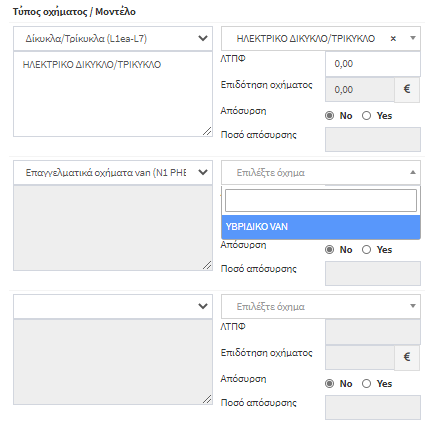 Τύπος οχήματος / Μοντέλο
Δίκυκλα/Τρίκυκλα (L1ea-L7)
ΗΛΕΚΤΡΙΚΟ ΔΙΚΥΚΛΟ/ΤΡΙΚΥΚΛΟ ×
ΗΛΕΚΤΡΙΚΟ ΔΙΚΥΚΛΟ/ΤΡΙΚΥΚΛΟ
ΛΤΠΦ 0,00
Επιδότηση οχήματος 0,00 €
Απόσυρση No Yes
Ποσό απόσυρσης
Επαγγελματικά οχήματα van (N1 PHE
Επιλέξτε όχημα
ΥΒΡΙΔΙΚΟ VAN
Απόσυρση No Yes
Ποσό απόσυρσης
Επιλέξτε όχημα
ΛΤΠΦ
Επιδότηση οχήματος €
Απόσυρση No Yes
Ποσό απόσυρσης